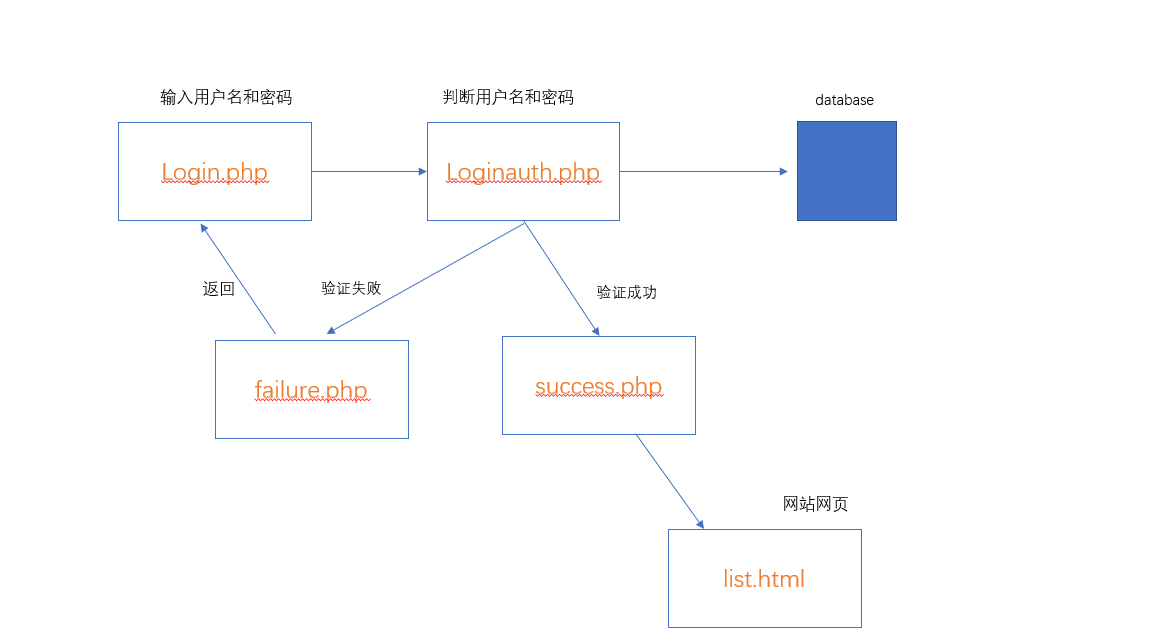 输入用户名和密码
判断用户名和密码
database
Login.php
Loginauth.php
返回
验证失败
验证成功
failure.php
success.php
网站网页
list.html